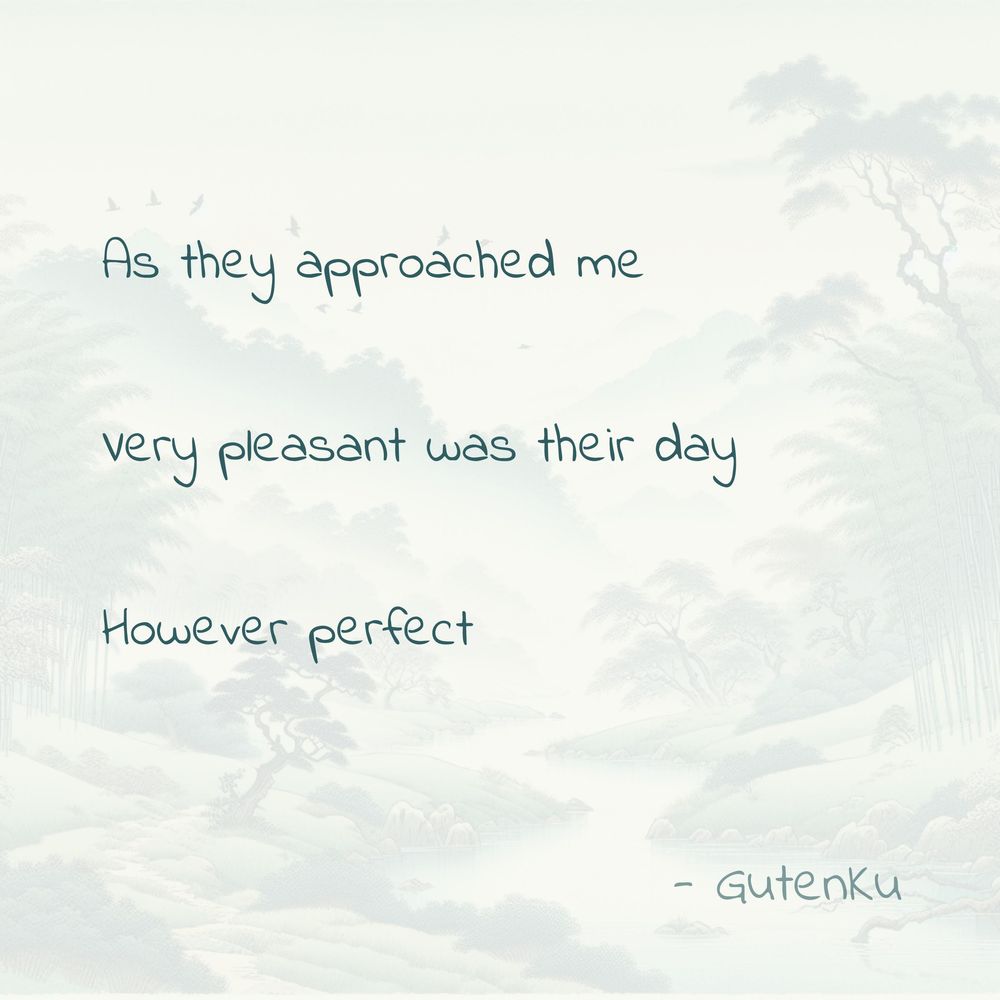 As they approached me
very pleasant was their day
However perfect
- GutenKu